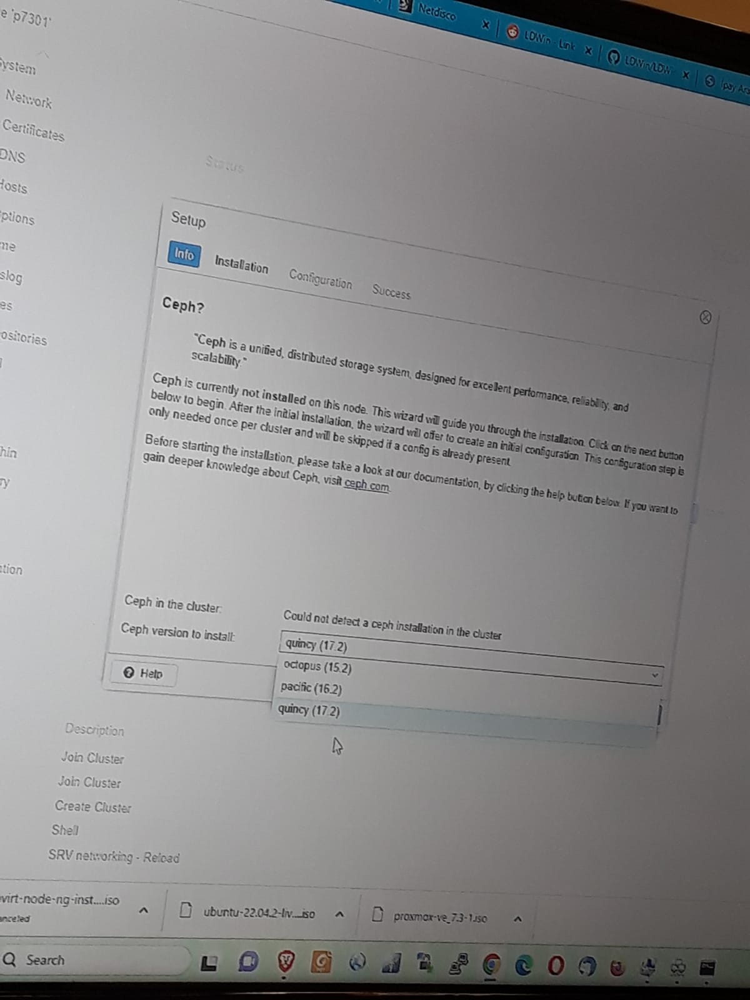 e 'p7301'
Netdisco
LDWin - Link
LDWin/LDWi
ipay Ara
System
Network
Certificates
DNS
Hosts
ptions
me
slog
es
ositories
hin
ry
ation
Status
Setup
Info Installation Configuration Success
Ceph?
"Ceph is a unified, distributed storage system, designed for excellent performance, reliability, and
scalability."
Ceph is currently not installed on this node. This wizard will guide you through the installation. Click on the next button
below to begin. After the initial installation, the wizard will offer to create an initial configuration. This configuration step is
only needed once per cluster and will be skipped if a config is already present.
Before starting the installation, please take a look at our documentation, by clicking the help button below. If you want to
gain deeper knowledge about Ceph, visit ceph.com.
Ceph in the cluster: Could not detect a ceph installation in the cluster
Ceph version to install: quincy (17.2)
octopus (15.2)
pacific (16.2)
quincy (17.2)
Help
Description
Join Cluster
Join Cluster
Create Cluster
Shell
SRV networking - Reload
virt-node-ng-inst....iso
anceled
ubuntu-22.04.2-liv....iso
proxmox-ve_7.3-1.iso
Search